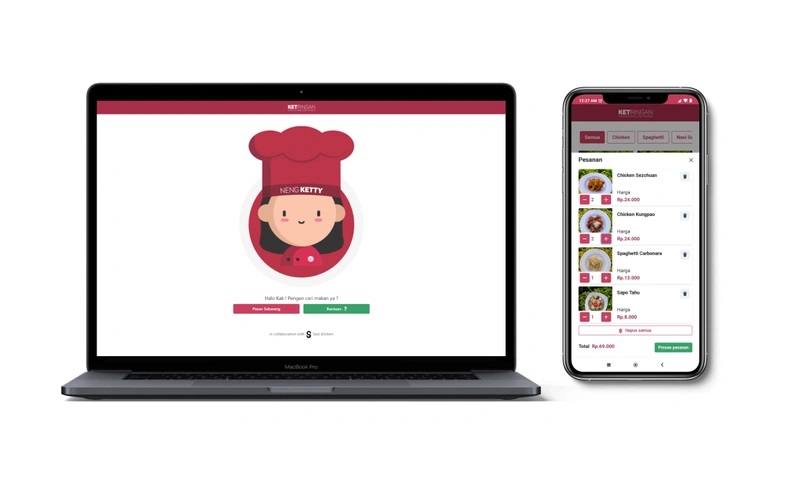 KETRINGAN
NENG KETTY
Halo Kak ! Pengen cari makan ya ?
Pesan Sekarang
Bantuan ?
in collaboration with S
MacBook Pro
12:27 AM
KETRINGAN
Semua
Chicken
Spaghetti
Nasi Go
Pesanan
Chicken Sezchuan
Harga
2
Rp.24.000
Chicken Kungpao
Harga
2
Rp.24.000
Spaghetti Carbonara
Harga
1
Rp.13.000
Sapo Tahu
Harga
1
Rp.8.000
Hapus semua
Total Rp.69.000
Proses pesanan